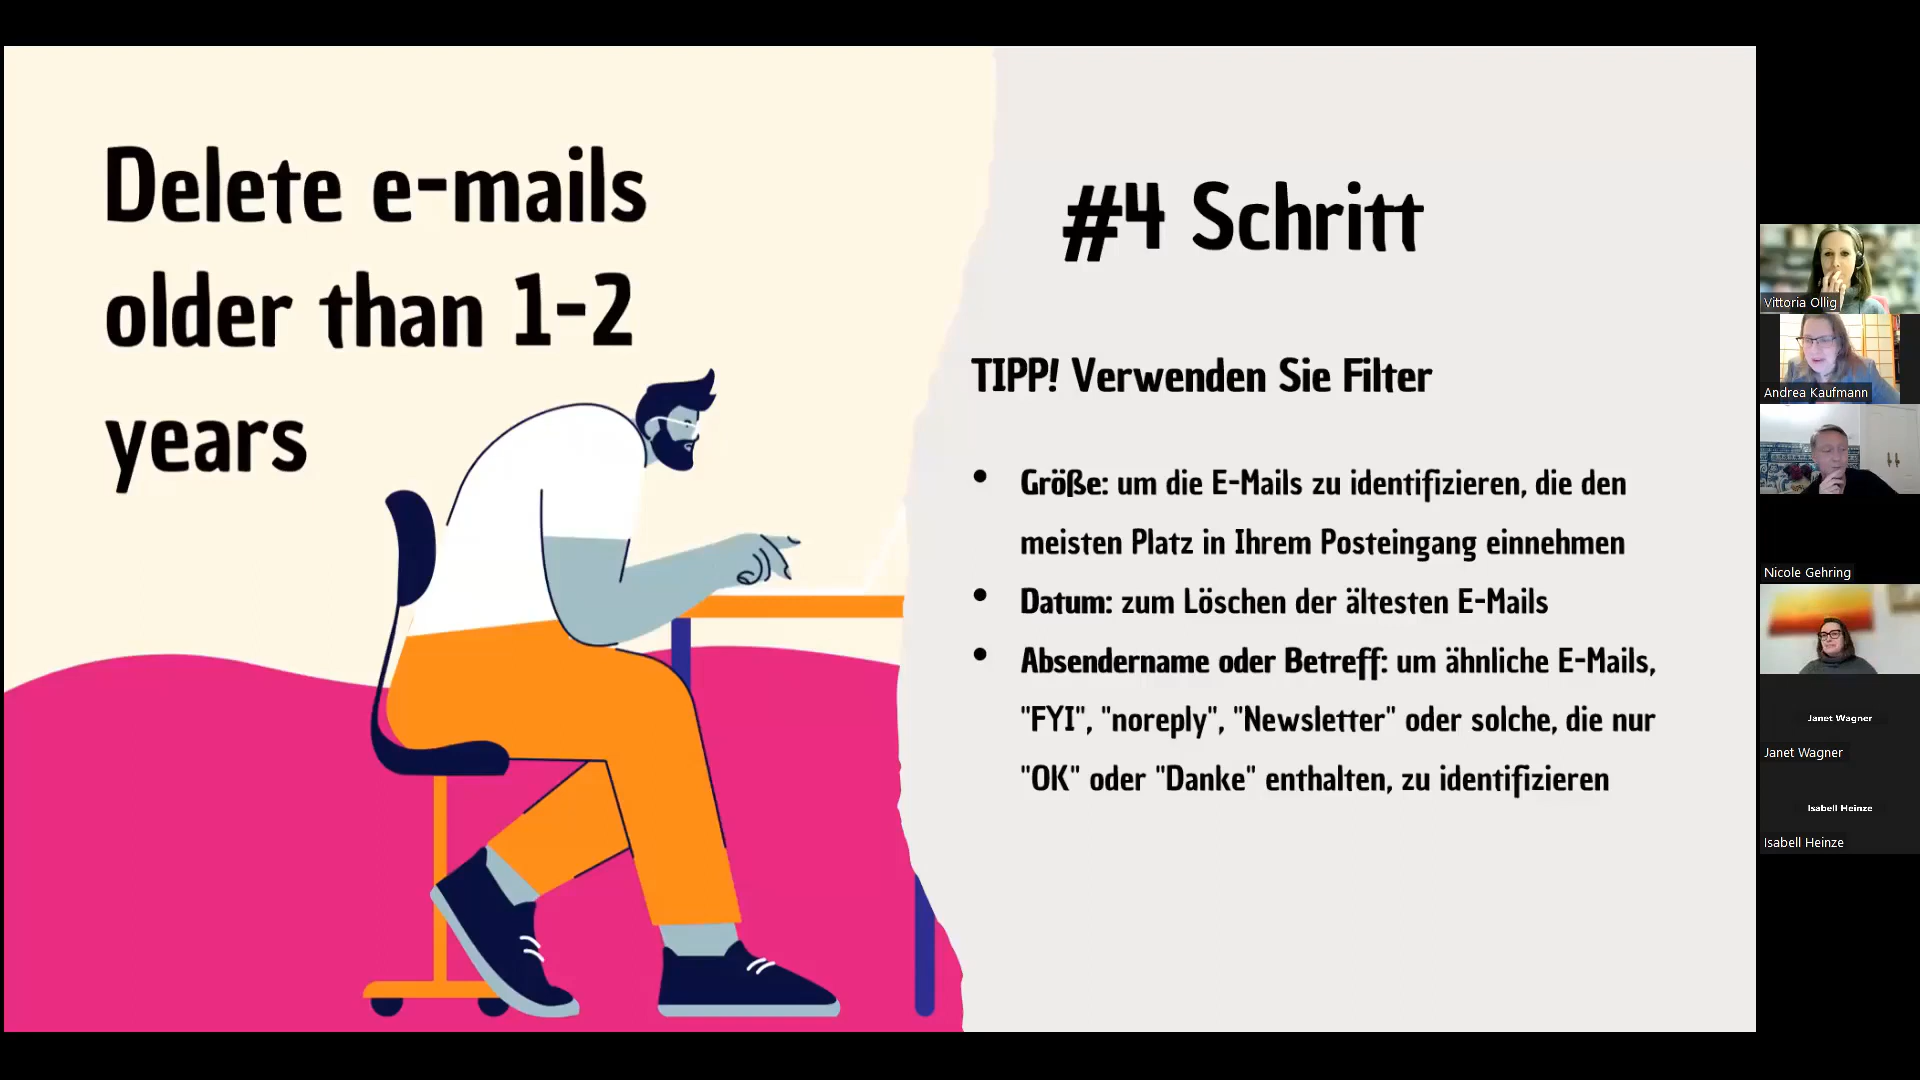 Delete e-mails
older than 1-2
years
#4 Schritt
TIPP! Verwenden Sie Filter
• Größe: um die E-Mails zu identifizieren, die den
meisten Platz in Ihrem Posteingang einnehmen
• Datum: zum Löschen der ältesten E-Mails
• Absendername oder Betreff: um ähnliche E-Mails,
"FYI", "noreply", "Newsletter" oder solche, die nur
"OK" oder "Danke" enthalten, zu identifizieren
Vittoria Ollig
Andrea Kaufmann
Nicole Gehring
Janet Wagner
Janet Wagner
Isabell Heinze
Isabell Heinze